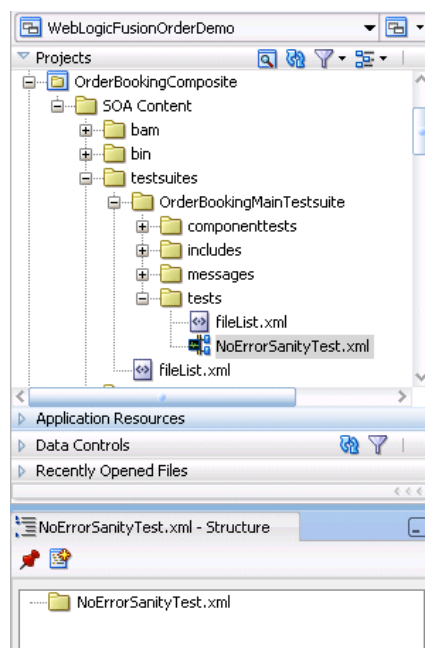 WebLogicFusionOrderDemo
Projects
OrderBookingComposite
SOA Content
bam
bin
testsuites
OrderBookingMainTestsuite
componenttests
includes
messages
tests
fileList.xml
NoErrorSanityTest.xml
fileList.xml
Application Resources
Data Controls
Recently Opened Files
NoErrorSanityTest.xml - Structure
NoErrorSanityTest.xml